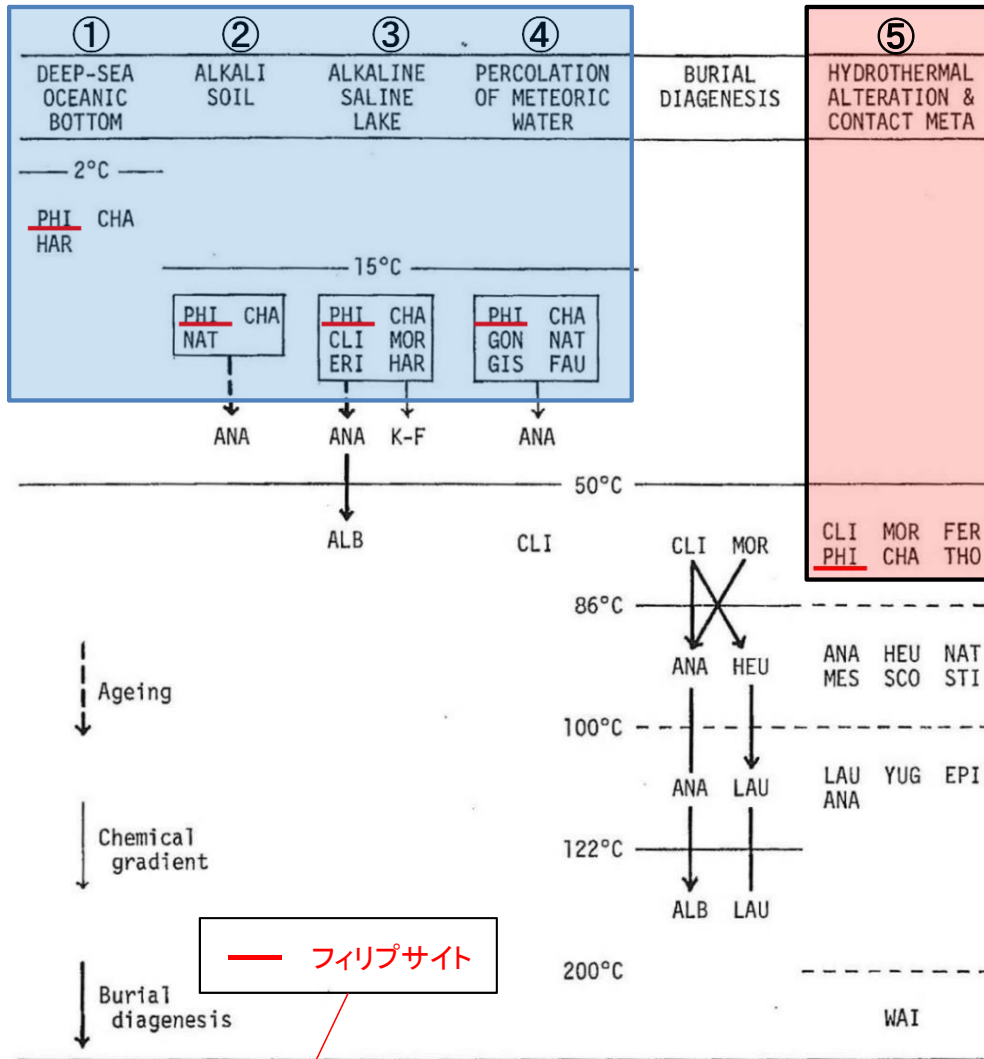 ① ② ③ ④ ⑤
DEEP-SEA ALKALI ALKALINE PERCOLATION BURIAL HYDROTHERMAL
OCEANIC SOIL SALINE OF METEORIC DIAGENESIS ALTERATION &
BOTTOM LAKE WATER CONTACT META
2°C
PHI CHA
HAR
15°C
PHI CHA PHI CHA PHI CHA
NAT CLI MOR GON NAT
ERI HAR GIS FAU
ANA ANA K-F ANA
50°C
ALB CLI CLI MOR CLI MOR FER
PHI CHA THO
86°C
ANA HEU ANA HEU NAT
MES SCO STI
Ageing
100°C
ANA LAU LAU YUG EPI
ANA
Chemical
gradient
122°C
ALB LAU
フィリプサイト
200°C
Burial
diagenesis
WAI